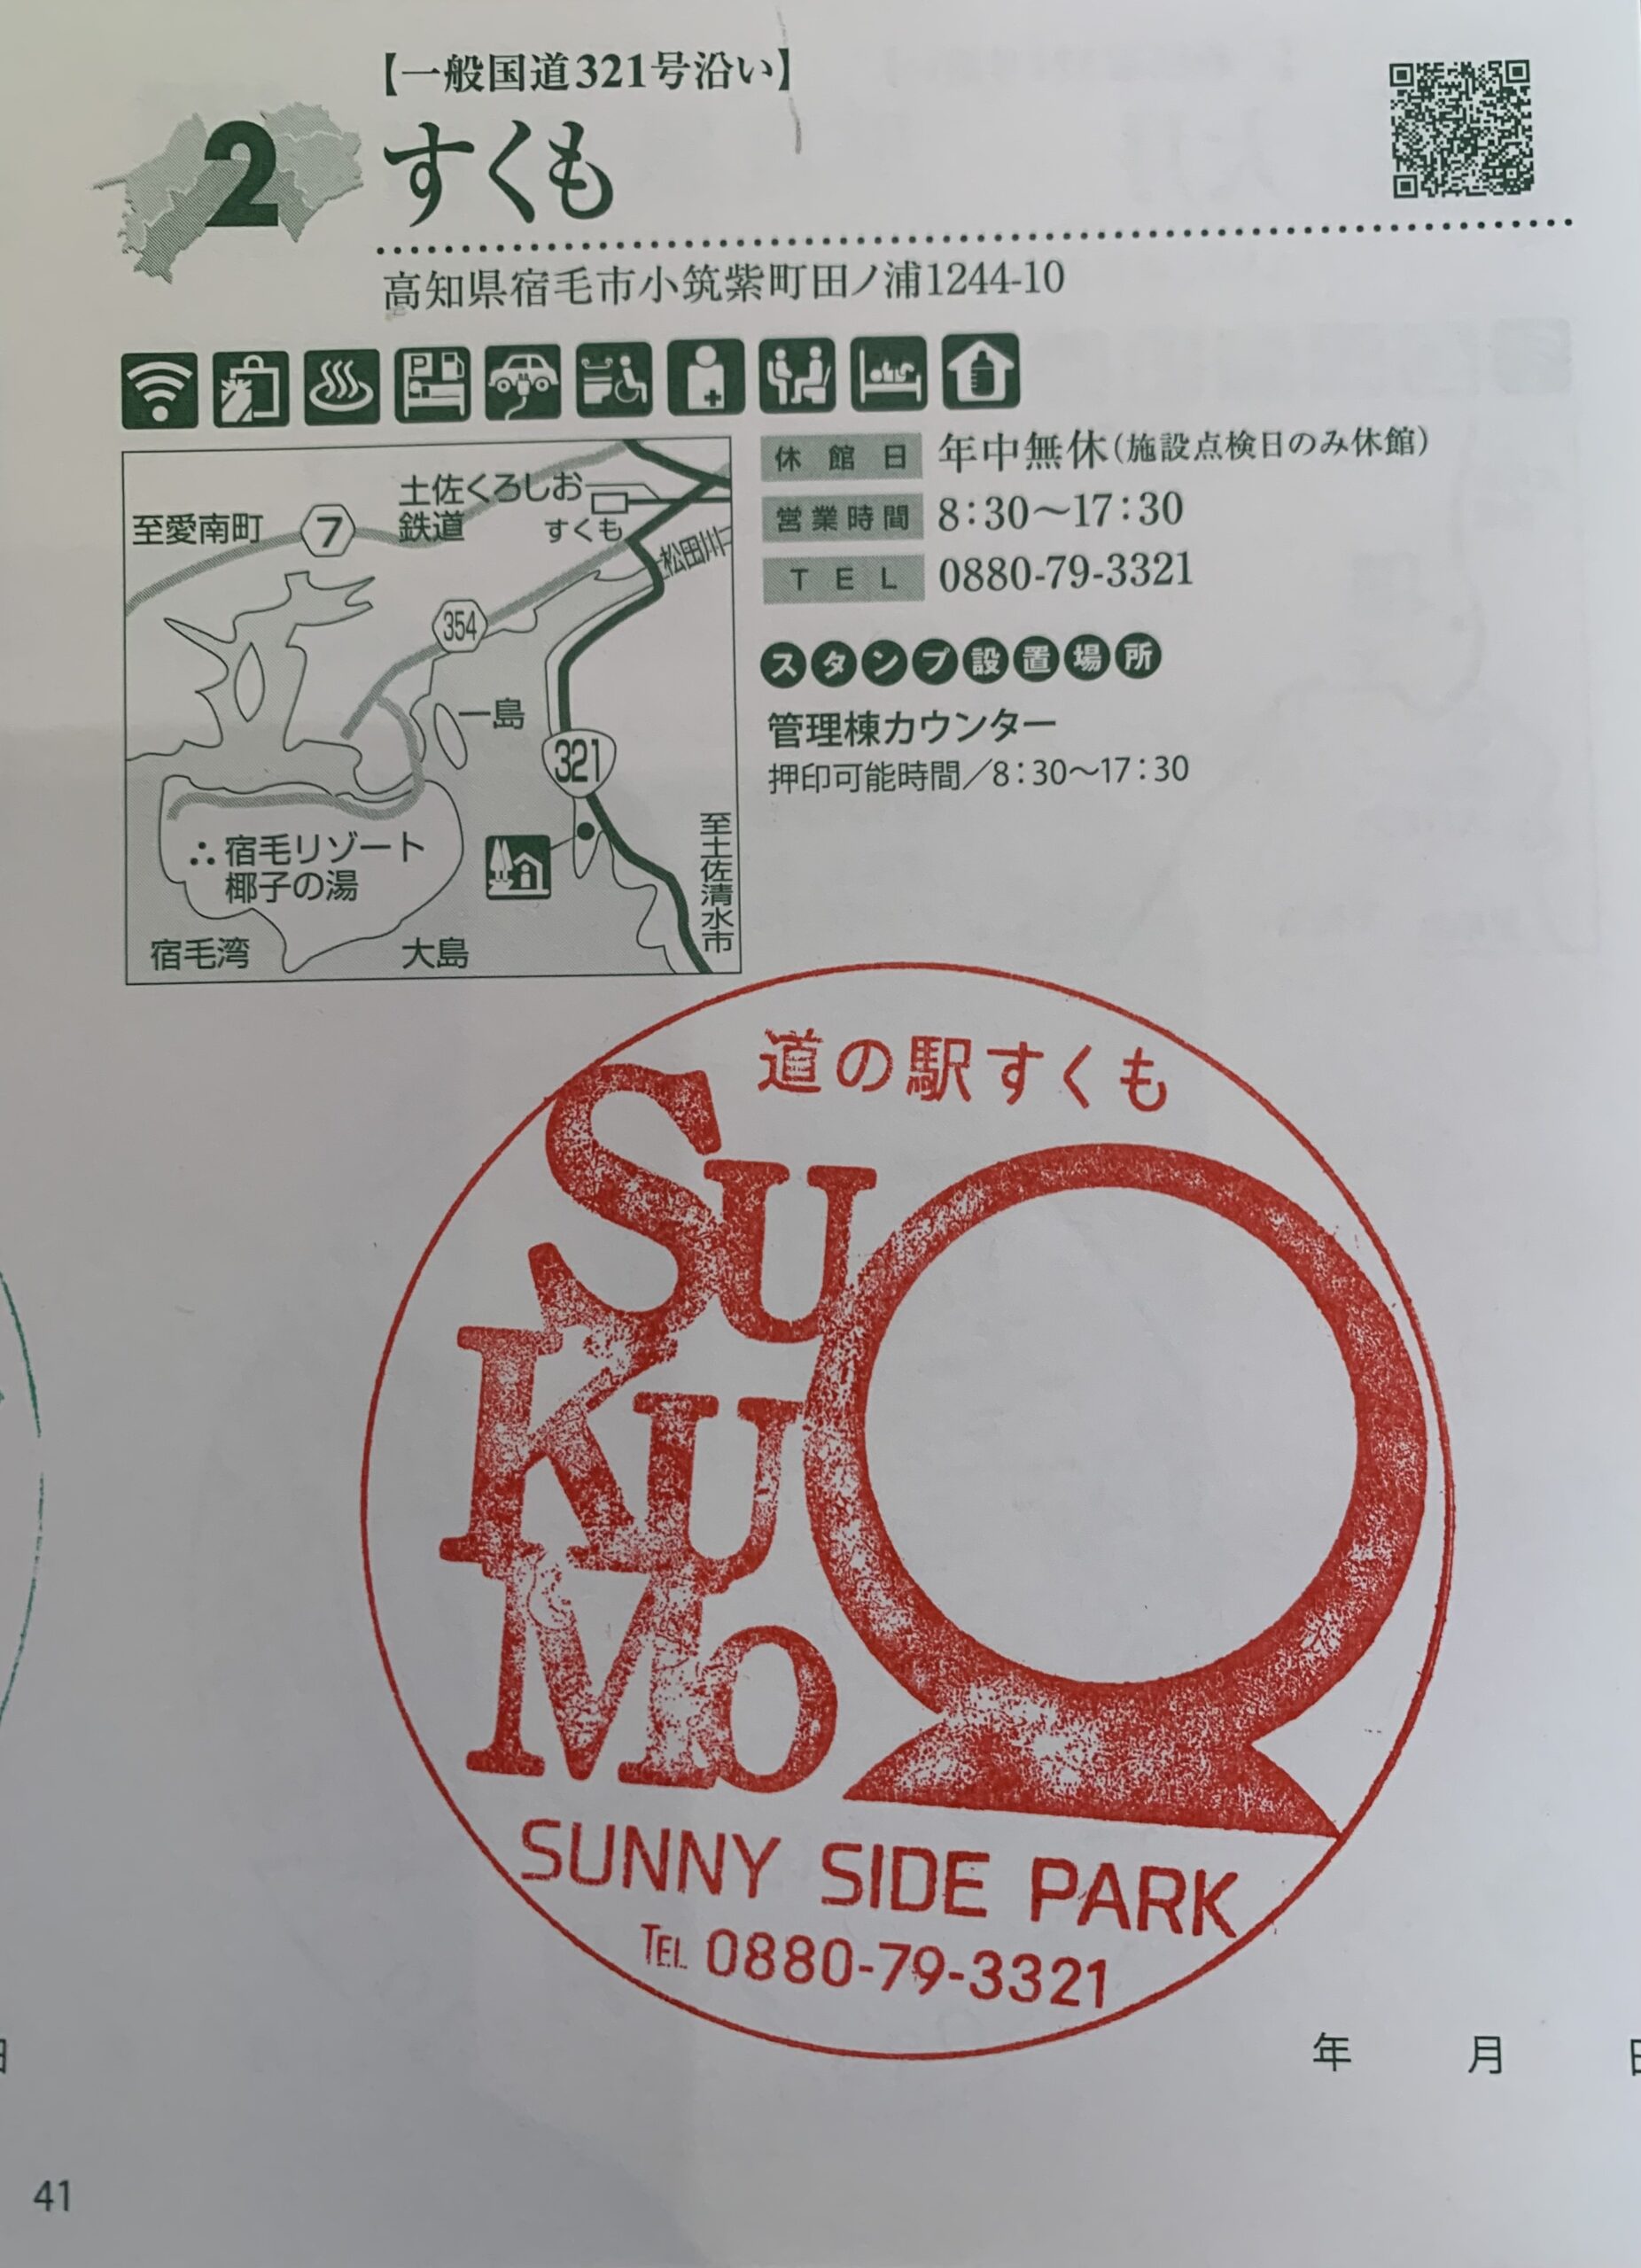 【一般国道321号沿い】
2
すくも
高知県宿毛市小筑紫町田ノ浦1244-10
P
至愛南町
7
土佐くろしお
鉄道
すくも
松田川
354
一島
321
∴宿毛リゾート
椰子の湯
至土佐清水市
宿毛湾
大島
休館日 年中無休(施設点検日のみ休館)
営業時間 8:30〜17:30
TEL 0880-79-3321
スタンプ設置場所
管理棟カウンター
押印可能時間/8:30〜17:30
道の駅すくも
SU
KU
MO
SUNNY SIDE PARK
TEL 0880-79-3321
日
年 月 日
41